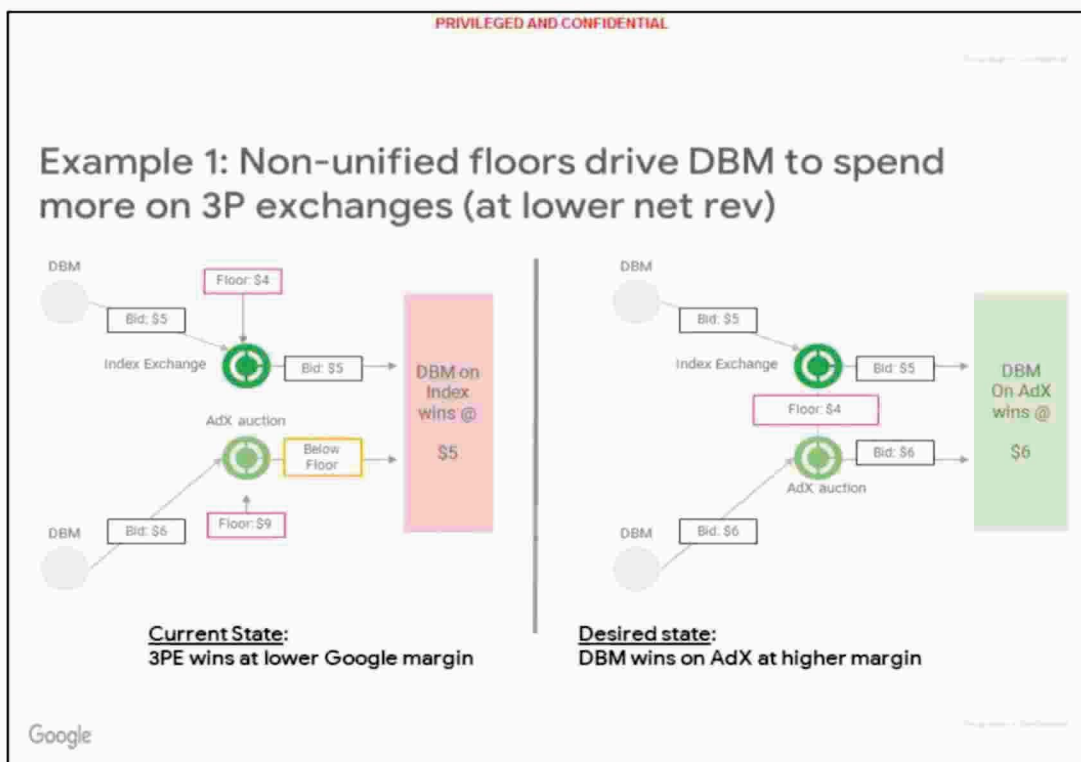 PRIVILEGED AND CONFIDENTIAL
Example 1: Non-unified floors drive DBM to spend
more on 3P exchanges (at lower net rev)
DBM
Floor: $4
Bid: $5
Index Exchange
Bid: $5
AdX auction
Below
Floor
Floor: $9
Bid: $6
DBM
DBM on
Index
wins @
$5
Current State:
3PE wins at lower Google margin
DBM
Bid: $5
Index Exchange
Bid: $5
Floor: $4
Bid: $6
AdX auction
Bid: $6
DBM
DBM
On AdX
wins @
$6
Desired state:
DBM wins on AdX at higher margin
Google